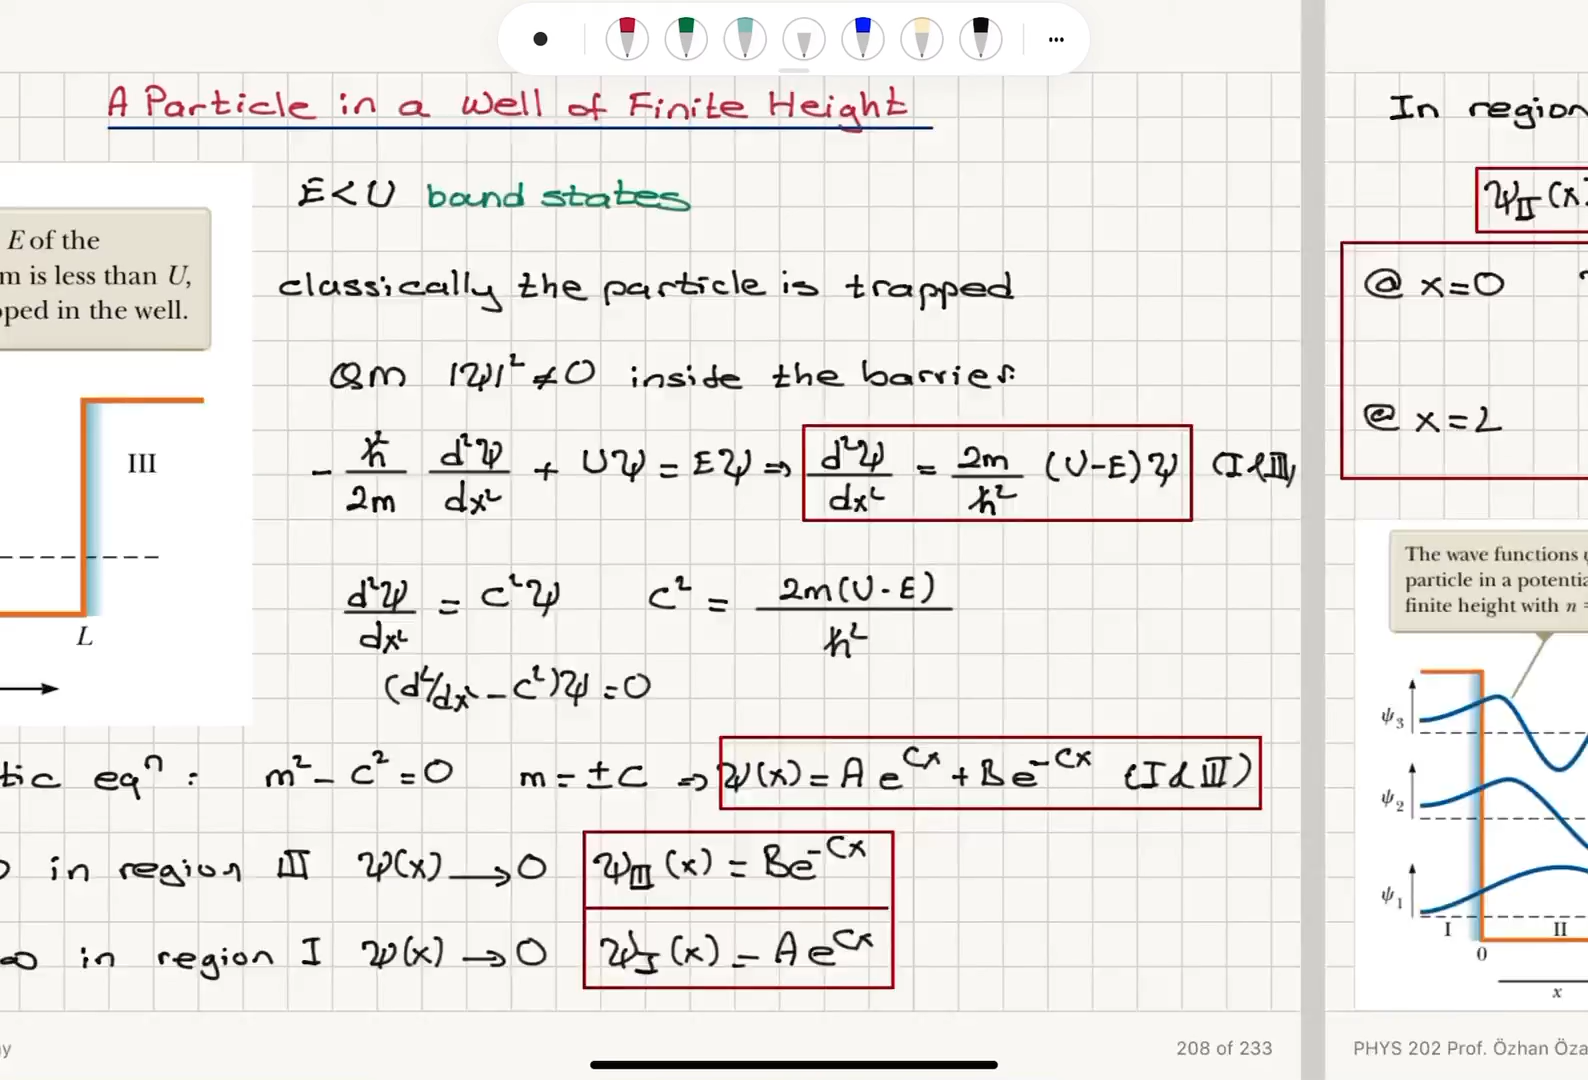 A Particle in a Well of Finite Height
E<U bound states
E of the
m is less than U,
pped in the well.
classically the particle is trapped
QM |ψ|² ≠ 0 inside the barrier
III
- ħ²/2m d²ψ/dx² + Uψ = Eψ ⇒ d²ψ/dx² = 2m/ħ² (U-E)ψ (I & III)
L
d²ψ/dx² = C²ψ C² = 2m(U-E)/ħ²
(d²/dx² - C²)ψ = 0
tic eqⁿ : m² - C² = 0 m = ± C ⇒ ψ(x) = A e^Cx + B e^-Cx (I & III)
in region III ψ(x) → 0 ψ_III (x) = Be^-Cx
∞ in region I ψ(x) → 0 ψ_I (x) = A e^Cx
y
208 of 233
In region
ψ_II (x)
@ x=0
@ x=L
The wave functions
particle in a potentia
finite height with n =
ψ₃
ψ₂
ψ₁
I II
0
x
PHYS 202 Prof. Özhan Öza